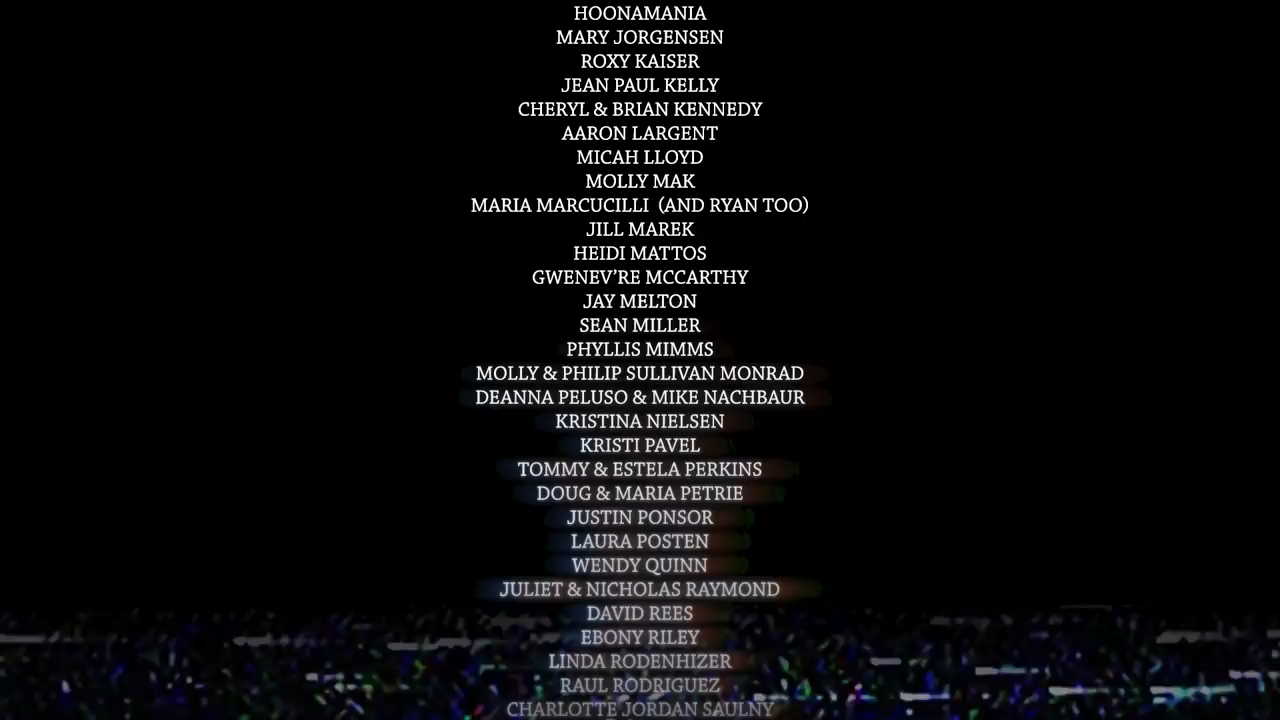 HOONAMANIA
MARY JORGENSEN
ROXY KAISER
JEAN PAUL KELLY
CHERYL & BRIAN KENNEDY
AARON LARGENT
MICAH LLOYD
MOLLY MAK
MARIA MARCUCILLI (AND RYAN TOO)
JILL MAREK
HEIDI MATTOS
GWENEV'RE MCCARTHY
JAY MELTON
SEAN MILLER
PHYLLIS MIMMS
MOLLY & PHILIP SULLIVAN MONRAD
DEANNA PELUSO & MIKE NACHBAUR
KRISTINA NIELSEN
KRISTI PAVEL
TOMMY & ESTELA PERKINS
DOUG & MARIA PETRIE
JUSTIN PONSOR
LAURA POSTEN
WENDY QUINN
JULIET & NICHOLAS RAYMOND
DAVID REES
EBONY RILEY
LINDA RODENHIZER
RAUL RODRIGUEZ
CHARLOTTE JORDAN SAULNY